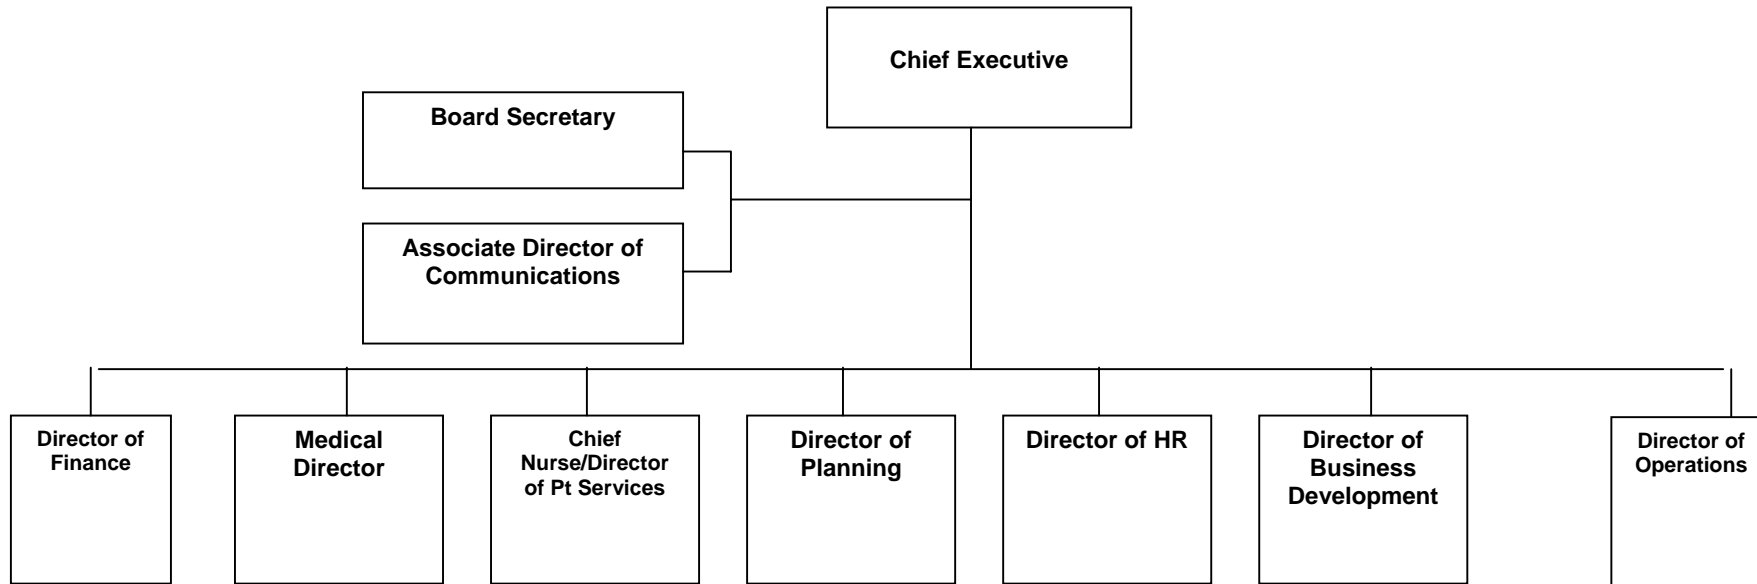 Chief Executive
Board Secretary
Associate Director of
Communications
Director of
Finance
Medical
Director
Chief
Nurse/Director
of Pt Services
Director of
Planning
Director of HR
Director of
Business
Development
Director of
Operations